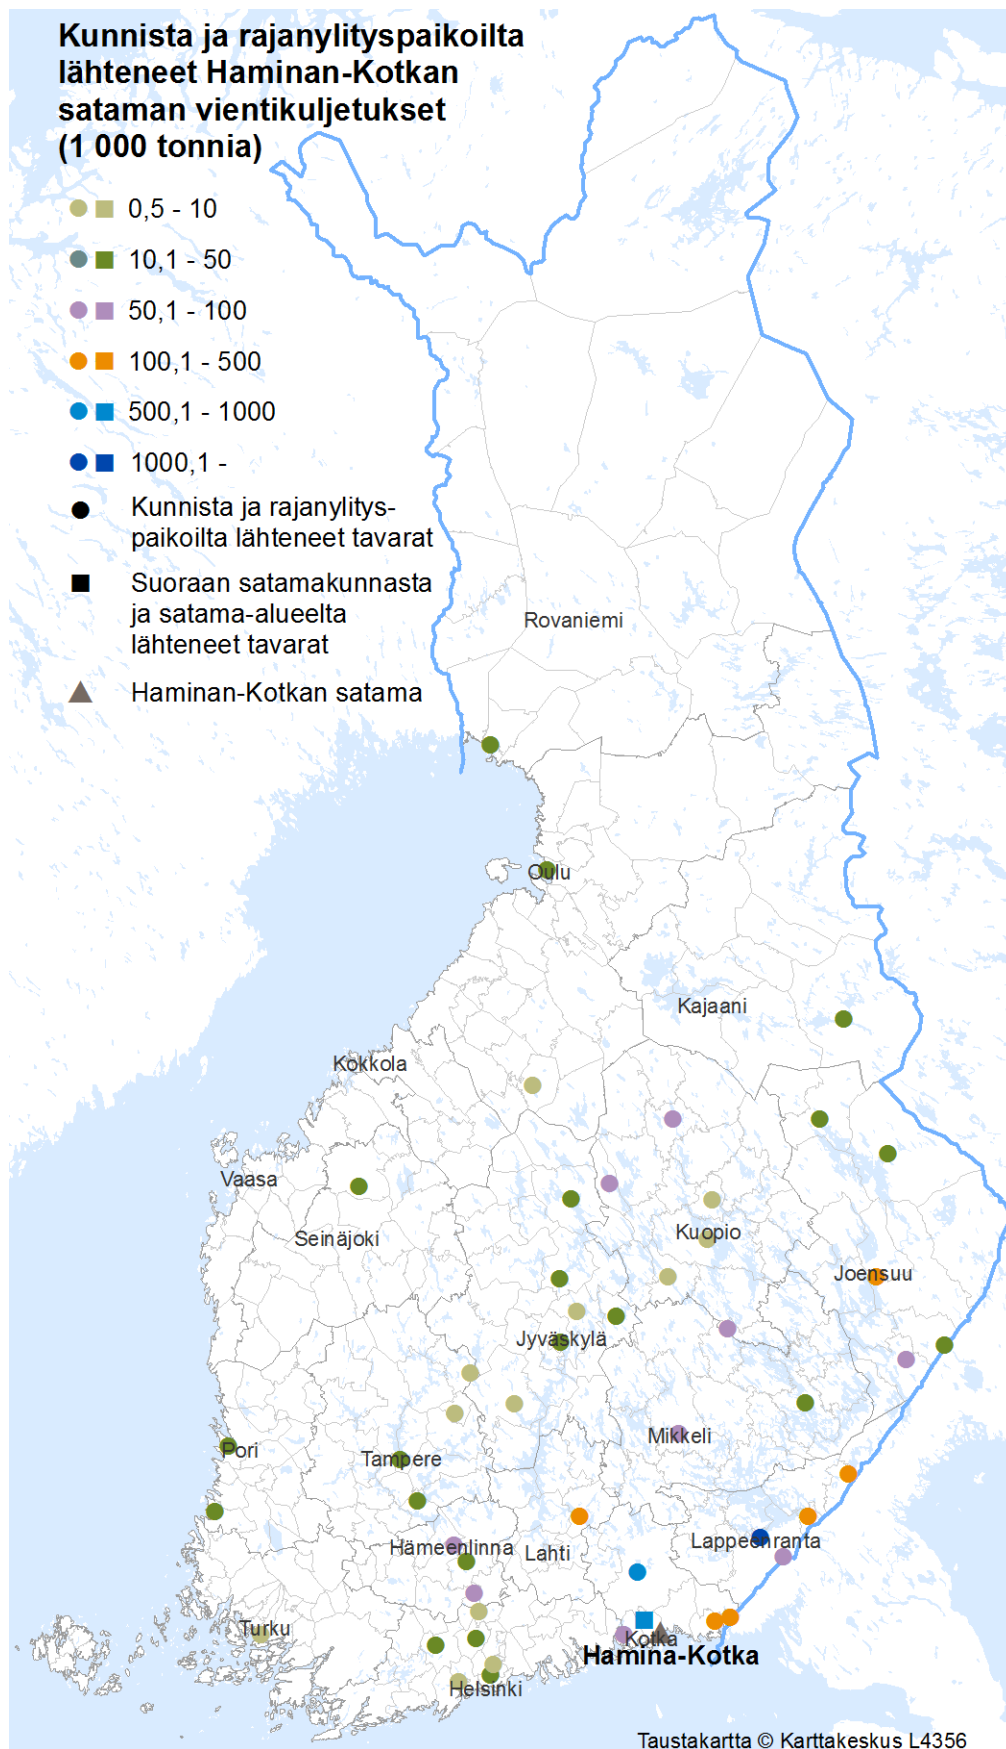 Kunnista ja rajanylityspaikoilta
lähteneet Haminan-Kotkan
sataman vientikuljetukset
(1 000 tonnia)
0,5 - 10
10,1 - 50
50,1 - 100
100,1 - 500
500,1 - 1000
1000,1 -
Kunnista ja rajanylitys-
paikoilta lähteneet tavarat
Suoraan satamakunnasta
ja satama-alueelta
lähteneet tavarat
Haminan-Kotkan satama
Rovaniemi
Oulu
Kajaani
Kokkola
Vaasa
Seinäjoki
Kuopio
Joensuu
Jyväskylä
Mikkeli
Pori
Tampere
Hämeenlinna
Lahti
Lappeenranta
Turku
Kotka
Hamina-Kotka
Helsinki
Taustakartta © Karttakeskus L4356